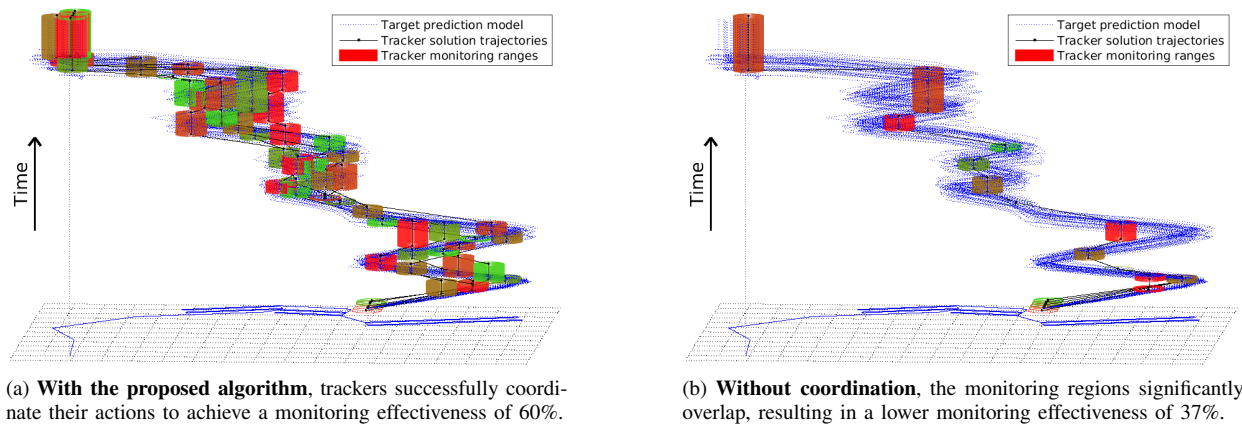 Target prediction model
Tracker solution trajectories
Tracker monitoring ranges
Time
(a) With the proposed algorithm, trackers successfully coordi-
nate their actions to achieve a monitoring effectiveness of 60%.
Target prediction model
Tracker solution trajectories
Tracker monitoring ranges
Time
(b) Without coordination, the monitoring regions significantly
overlap, resulting in a lower monitoring effectiveness of 37%.